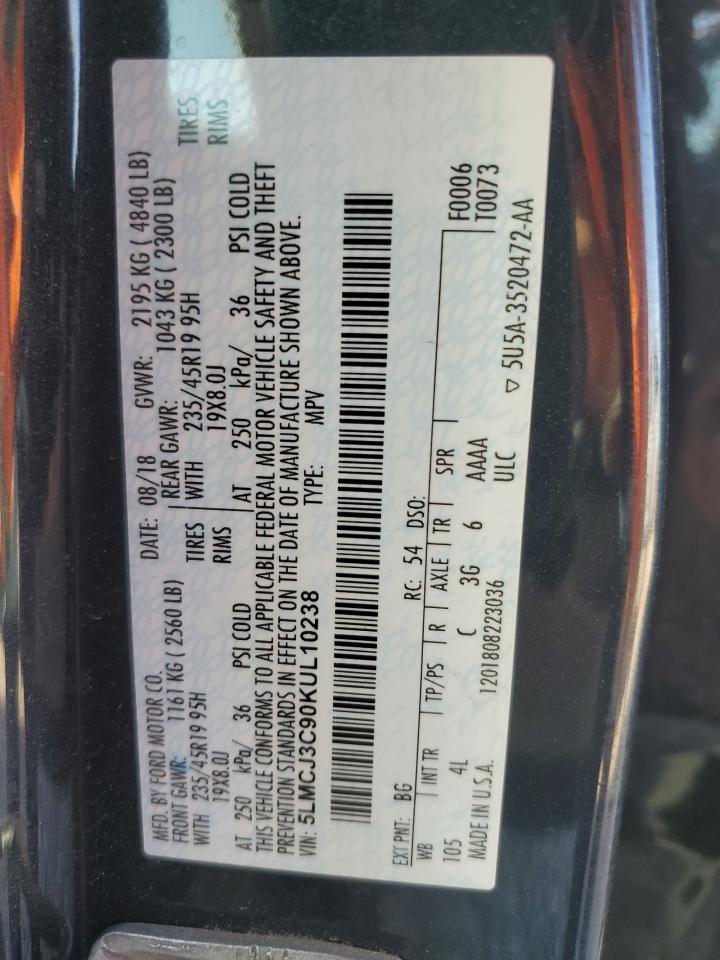 MFD. BY FORD MOTOR CO. DATE: 08/18 GVWR: 2195 KG ( 4840 LB)
FRONT GAWR: 1161 KG ( 2560 LB) REAR GAWR: 1043 KG ( 2300 LB)
WITH 235/45R19 95H TIRES WITH 235/45R19 95H TIRES
19X8.0J RIMS 19X8.0J RIMS
AT 250 kPa/ 36 PSI COLD AT 250 kPa/ 36 PSI COLD
THIS VEHICLE CONFORMS TO ALL APPLICABLE FEDERAL MOTOR VEHICLE SAFETY AND THEFT
PREVENTION STANDARDS IN EFFECT ON THE DATE OF MANUFACTURE SHOWN ABOVE.
VIN: 5LMCJ3C90KUL10238 TYPE: MPV
EXT PNT: BG RC: 54 DSO: F0006
WB INT TR TP/PS R AXLE TR SPR T0073
105 4L C 3G 6 AAAA
MADE IN U.S.A. 1201808223036 ULC ▽ 5U5A-3520472-AA